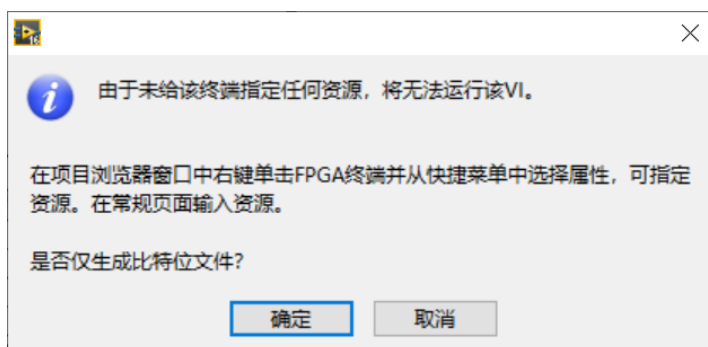 由于未给该终端指定任何资源，将无法运行该VI。
在项目浏览器窗口中右键单击FPGA终端并从快捷菜单中选择属性，可指定
资源。在常规页面输入资源。
是否仅生成比特位文件?
确定
取消